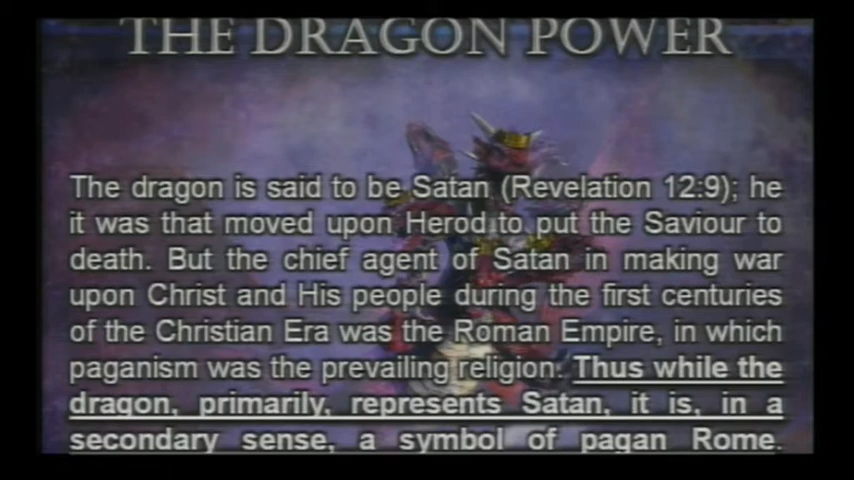 THE DRAGON POWER
The dragon is said to be Satan (Revelation 12:9); he
it was that moved upon Herod to put the Saviour to
death. But the chief agent of Satan in making war
upon Christ and His people during the first centuries
of the Christian Era was the Roman Empire, in which
paganism was the prevailing religion. Thus while the
dragon, primarily, represents Satan, it is, in a
secondary sense, a symbol of pagan Rome.